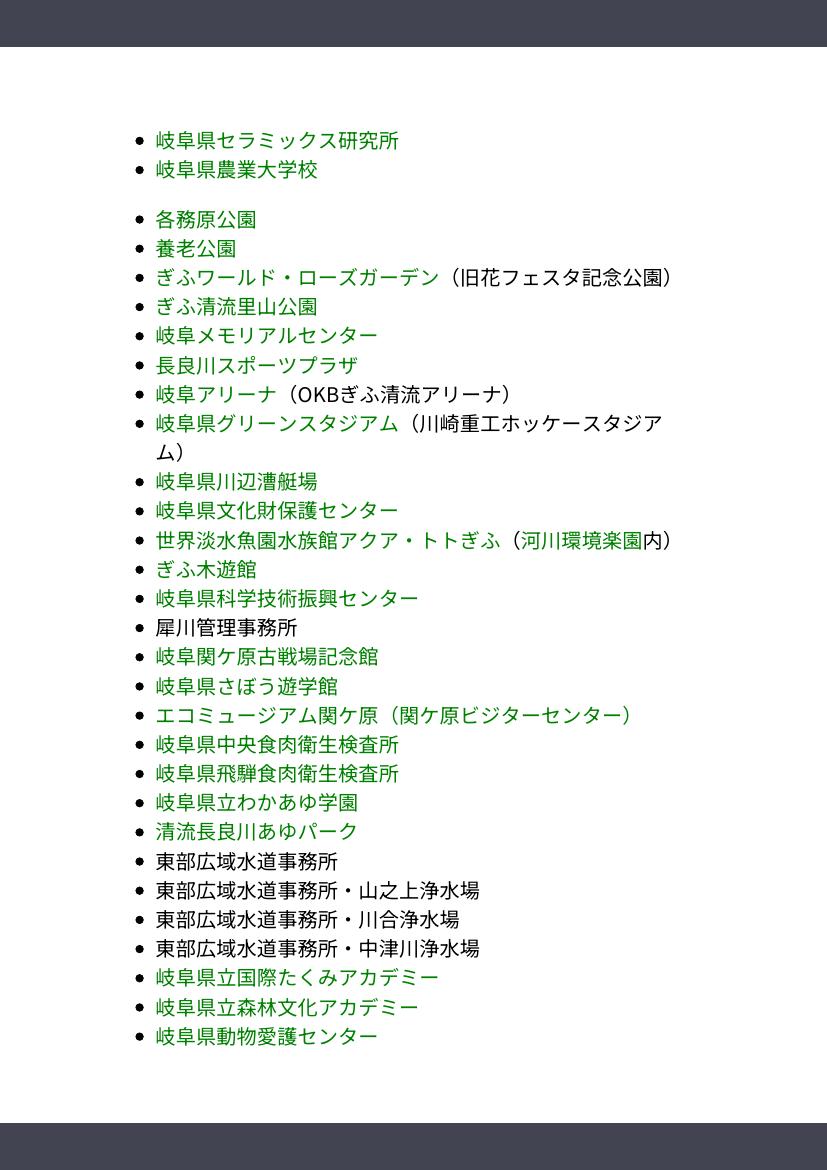 • 岐阜県セラミックス研究所
• 岐阜県農業大学校
• 各務原公園
• 養老公園
• ぎふワールド・ローズガーデン（旧花フェスタ記念公園）
• ぎふ清流里山公園
• 岐阜メモリアルセンター
• 長良川スポーツプラザ
• 岐阜アリーナ（OKBぎふ清流アリーナ）
• 岐阜県グリーンスタジアム（川崎重工ホッケースタジア
ム）
• 岐阜県川辺漕艇場
• 岐阜県文化財保護センター
• 世界淡水魚園水族館アクア・トトぎふ（河川環境楽園内）
• ぎふ木遊館
• 岐阜県科学技術振興センター
• 犀川管理事務所
• 岐阜関ケ原古戦場記念館
• 岐阜県さぼう遊学館
• エコミュージアム関ケ原（関ケ原ビジターセンター）
• 岐阜県中央食肉衛生検査所
• 岐阜県飛騨食肉衛生検査所
• 岐阜県立わかあゆ学園
• 清流長良川あゆパーク
• 東部広域水道事務所
• 東部広域水道事務所・山之上浄水場
• 東部広域水道事務所・川合浄水場
• 東部広域水道事務所・中津川浄水場
• 岐阜県立国際たくみアカデミー
• 岐阜県立森林文化アカデミー
• 岐阜県動物愛護センター